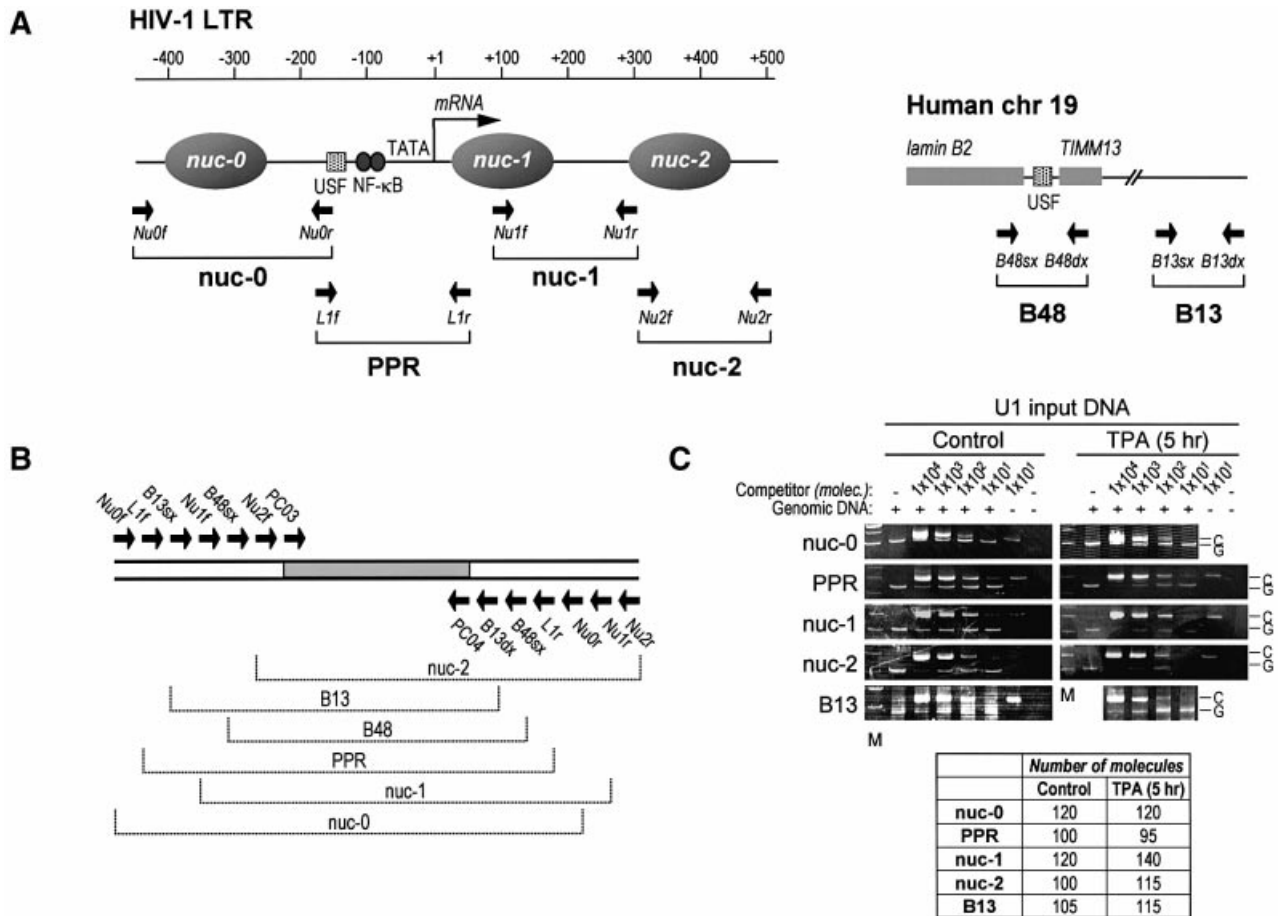 A
HIV-1 LTR
-400 -300 -200 -100 +1 +100 +200 +300 +400 +500
mRNA
TATA
nuc-0 nuc-1 nuc-2
USF NF-κB
Nu0f Nu0r Nu1f Nu1r
nuc-0 nuc-1
L1f L1r Nu2f Nu2r
PPR nuc-2
Human chr 19
lamin B2 TIMM13
USF
B48sx B48dx B13sx B13dx
B48 B13
B
Nu0f L1f B13sx Nu1f B48sx Nu2f PC03
PC04 B13dx B48sx L1r Nu0r Nu1r Nu2r
nuc-2
B13
B48
PPR
nuc-1
nuc-0
C
U1 input DNA
Control TPA (5 hr)
Competitor (molec.): - 1x10⁴ 1x10³ 1x10² 1x10¹ 1x10¹ - - 1x10⁴ 1x10³ 1x10² 1x10¹ 1x10¹ -
Genomic DNA: + + + + + - - + + + + + - -
nuc-0 C G
PPR C G
nuc-1 C G
nuc-2 C G
B13 M C G
M
Number of molecules
Control TPA (5 hr)
nuc-0 120 120
PPR 100 95
nuc-1 120 140
nuc-2 100 115
B13 105 115